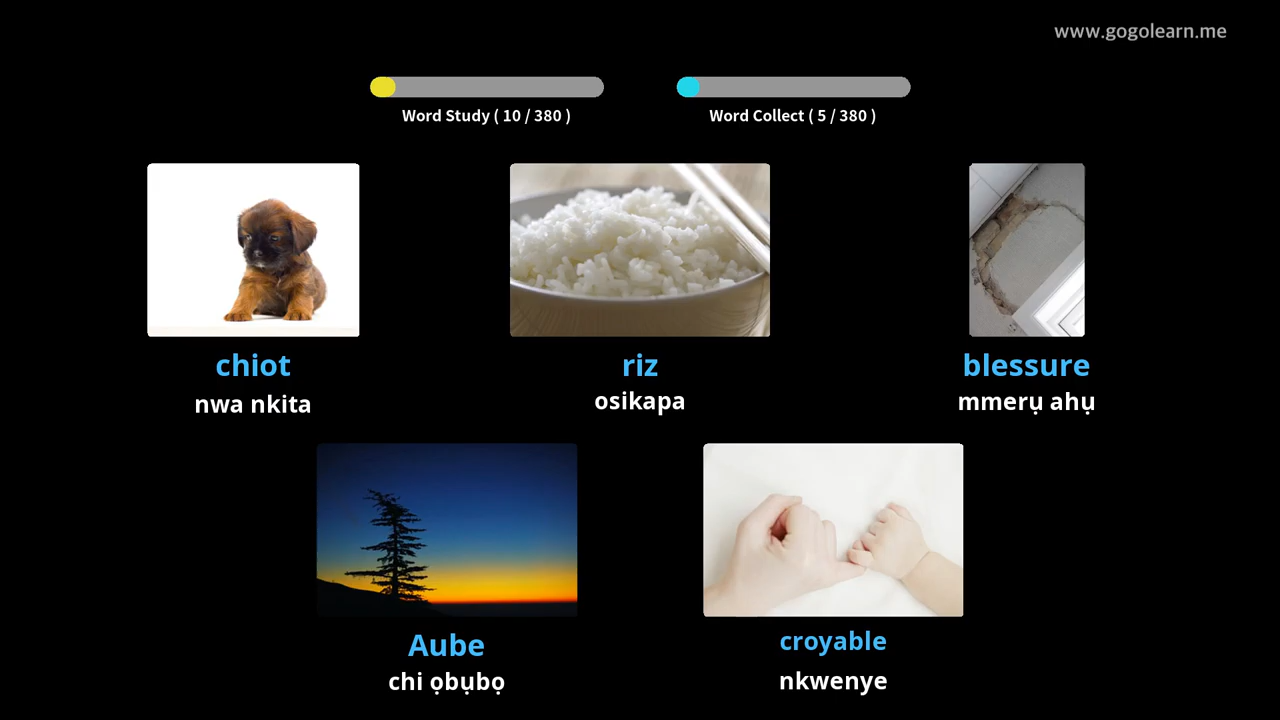 www.gogolearn.me
Word Study ( 10 / 380 )
Word Collect ( 5 / 380 )
chiot
nwa nkita
riz
osikapa
blessure
mmerụ ahụ
Aube
chi ọbụbọ
croyable
nkwenye